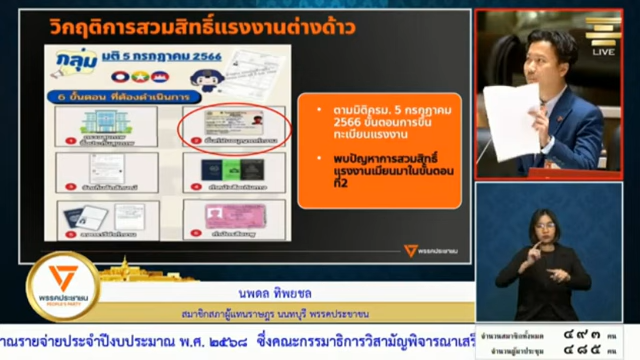 วิกฤติการสวมสิทธิ์แรงงานต่างด้าว
กลุ่ม มติ 5 กรกฎาคม 2566
6 ขั้นตอน ที่ต้องดำเนินการ
1
2
3
4
5
6
• ตามมติครม. 5 กรกฎาคม
2566 ขั้นตอนการขึ้น
ทะเบียนแรงงาน
• พบปัญหาการสวมสิทธิ์
แรงงานเมียนมาในขั้นตอน
ที่2
พรรคประชาชน
พรรคประชาชน
PEOPLE'S PARTY
นพดล ทิพยชล
สมาชิกสภาผู้แทนราษฎร นนทบุรี พรรคประชาชน
าณรายจ่ายประจำปีงบประมาณ พ.ศ. ๒๕๖๘ ซึ่งคณะกรรมาธิการวิสามัญพิจารณาเสร็
จำนวนสมาชิกทั้งหมด ๔๙๓ คน
จำนวนผู้มาประชุม ๔๘๕ คน